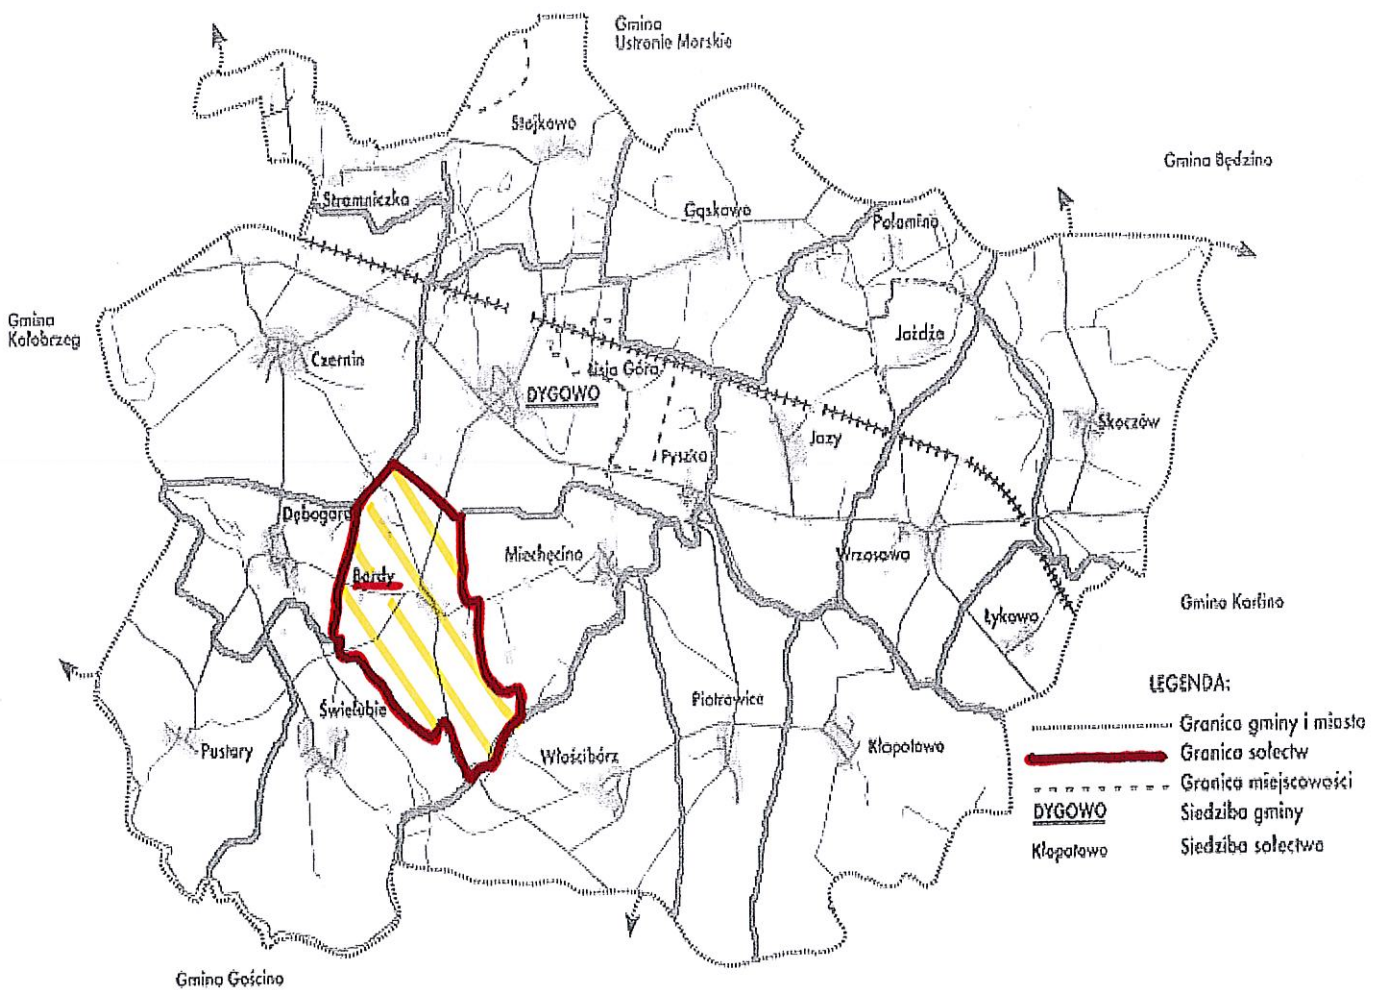 Gmina
Ustronie Morskie
Stojkowo
Gmina Będzino
Stramniczka
Gąskowo
Połomino
Gmina
Kołobrzeg
Jażdże
Czernin
Lisia Góra
DYGOWO
Skoczów
Jazy
Pyszka
Dębogard
Miechęcino
Wrzosowo
Bardy
Gmina Karlino
Łykowo
LEGENDA:
Piotrowice
Świelubie
Granica gminy i miasta
Pustary
Włościbórz
Kłopotowo
Granica sołectw
Granica miejscowości
DYGOWO Siedziba gminy
Kłopotowo Siedziba sołectwa
Gmina Gościno